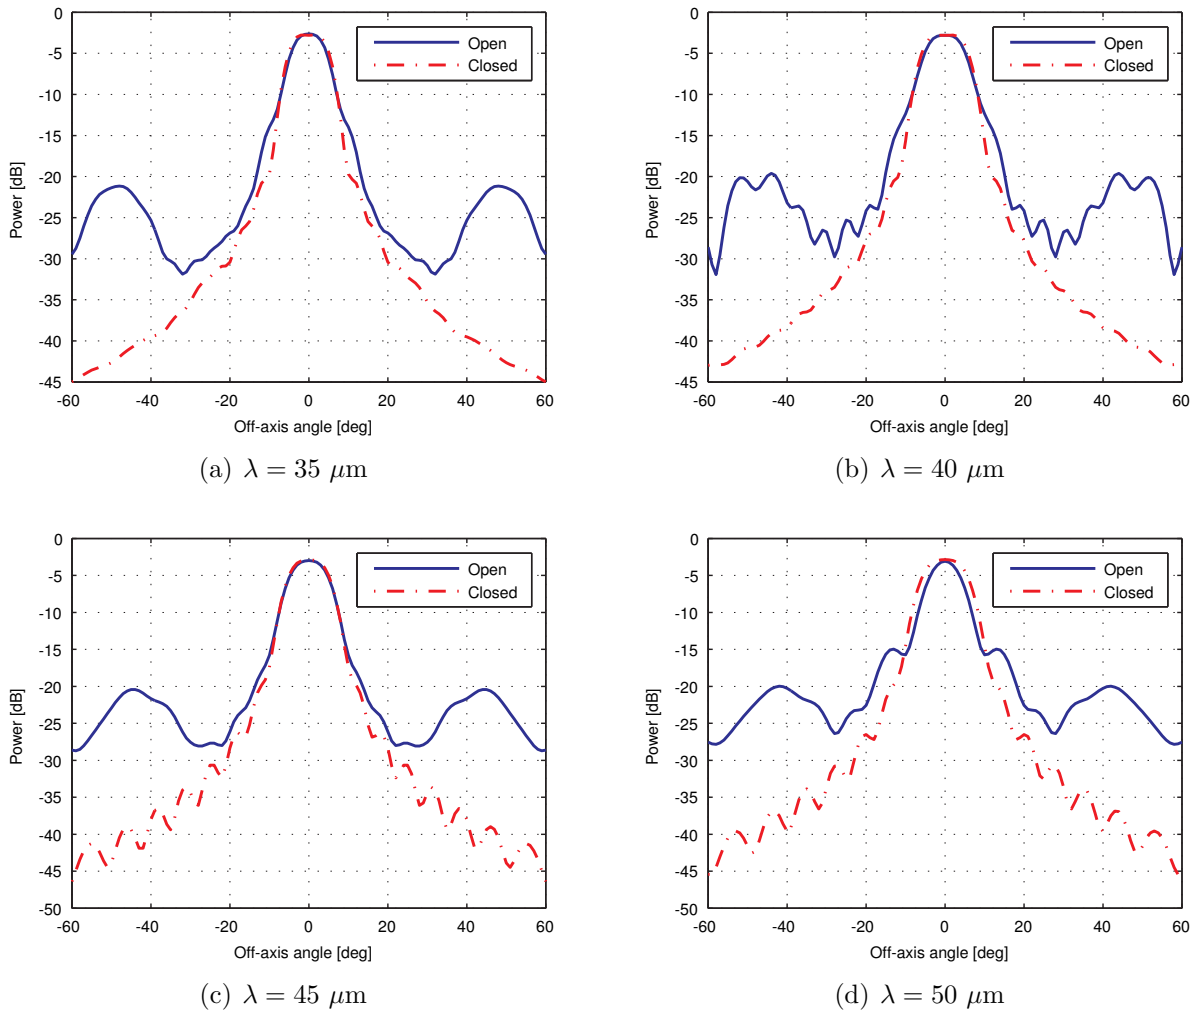 0
-5
-10
-15
-20
-25
-30
-35
-40
-45
Power [dB]
-60 -40 -20 0 20 40 60
Off-axis angle [deg]
Open
Closed
(a) λ = 35 μm
0
-5
-10
-15
-20
-25
-30
-35
-40
-45
Power [dB]
-60 -40 -20 0 20 40 60
Off-axis angle [deg]
Open
Closed
(b) λ = 40 μm
0
-5
-10
-15
-20
-25
-30
-35
-40
-45
-50
Power [dB]
-60 -40 -20 0 20 40 60
Off-axis angle [deg]
Open
Closed
(c) λ = 45 μm
0
-5
-10
-15
-20
-25
-30
-35
-40
-45
-50
Power [dB]
-60 -40 -20 0 20 40 60
Off-axis angle [deg]
Open
Closed
(d) λ = 50 μm